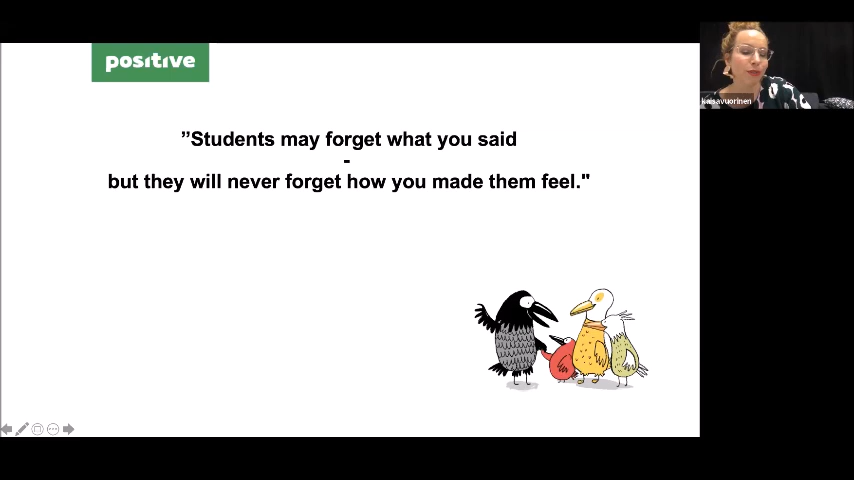 positive
”Students may forget what you said
-
but they will never forget how you made them feel."
kaisavuorinen